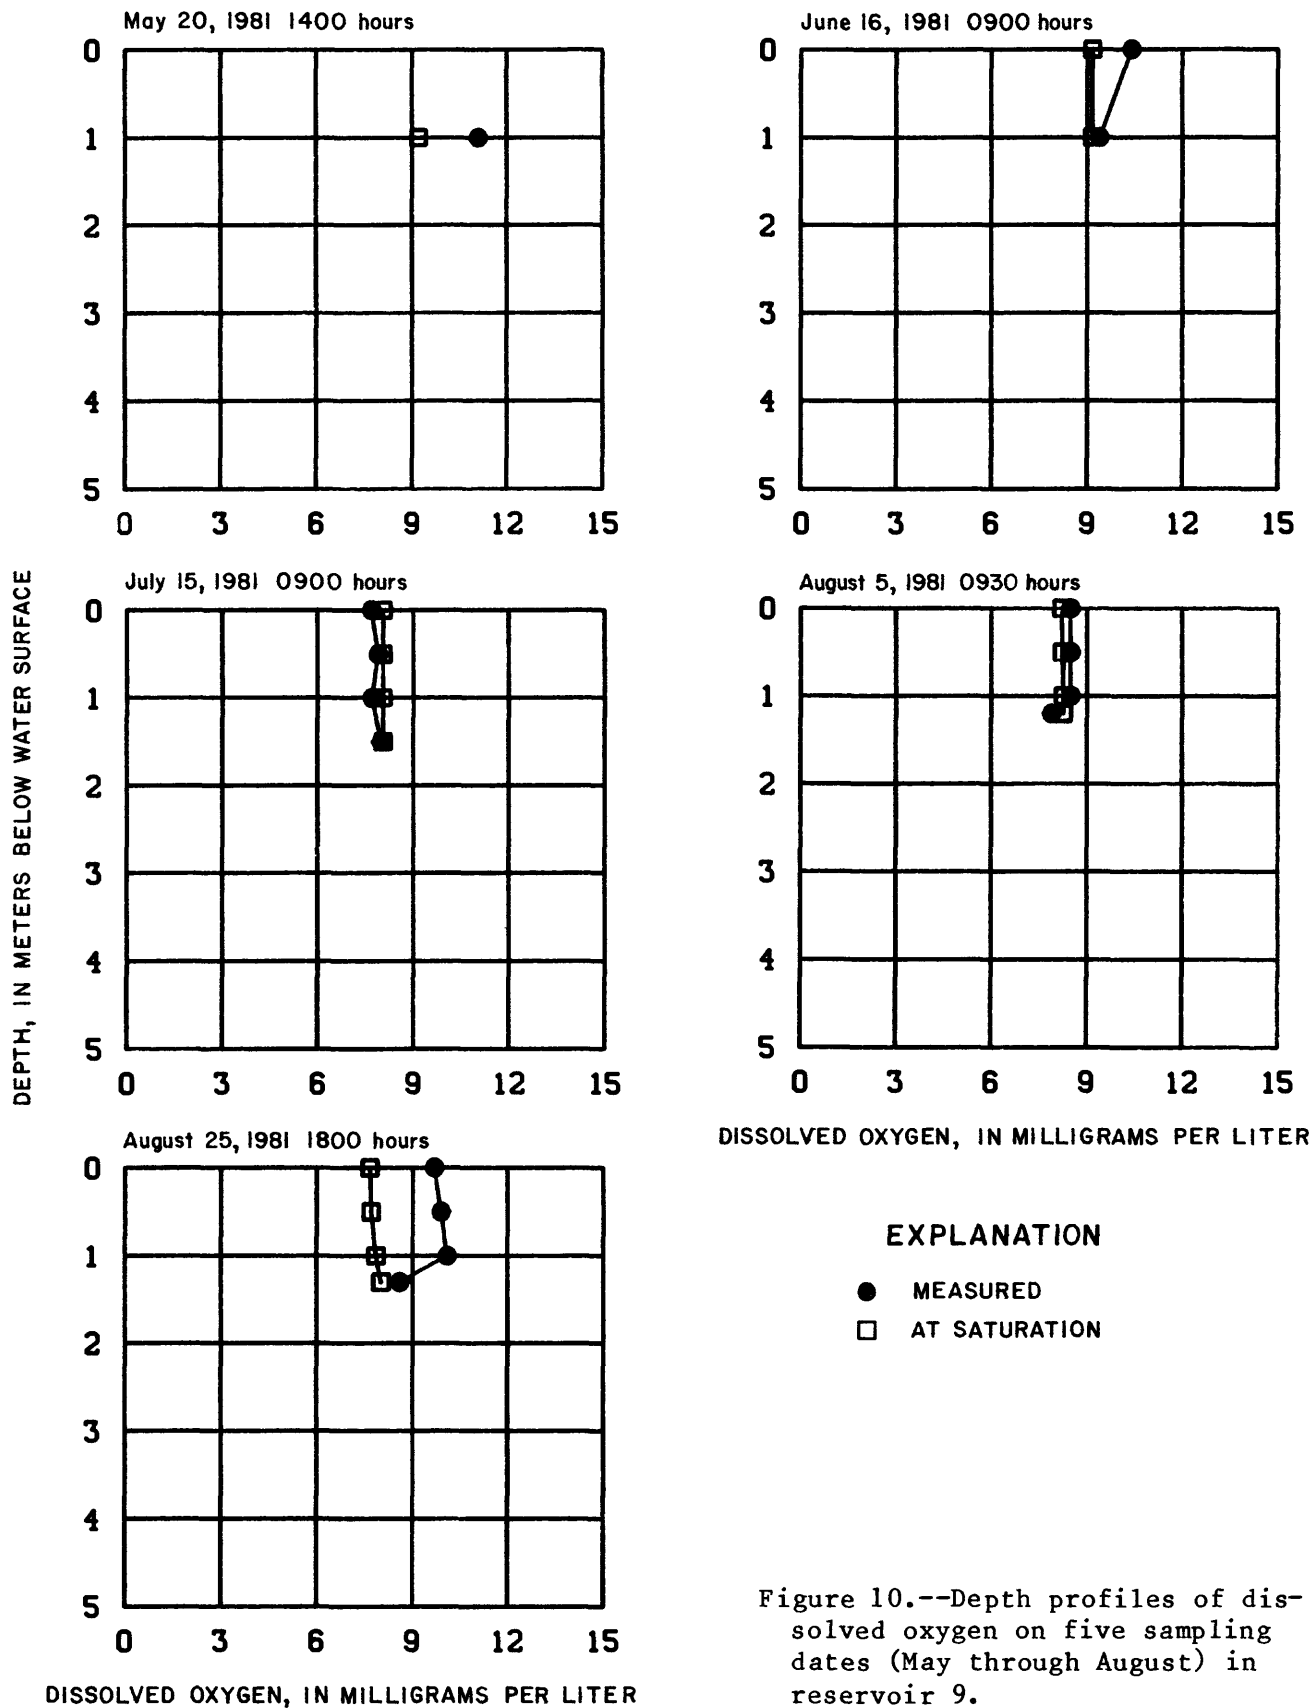 May 20, 1981 1400 hours
0
1
2
3
4
5
0 3 6 9 12 15
June 16, 1981 0900 hours
0
1
2
3
4
5
0 3 6 9 12 15
DEPTH, IN METERS BELOW WATER SURFACE
July 15, 1981 0900 hours
0
1
2
3
4
5
0 3 6 9 12 15
August 5, 1981 0930 hours
0
1
2
3
4
5
0 3 6 9 12 15
DISSOLVED OXYGEN, IN MILLIGRAMS PER LITER
August 25, 1981 1800 hours
0
1
2
3
4
5
0 3 6 9 12 15
DISSOLVED OXYGEN, IN MILLIGRAMS PER LITER
EXPLANATION
MEASURED
AT SATURATION
Figure 10.--Depth profiles of dis-
solved oxygen on five sampling
dates (May through August) in
reservoir 9.